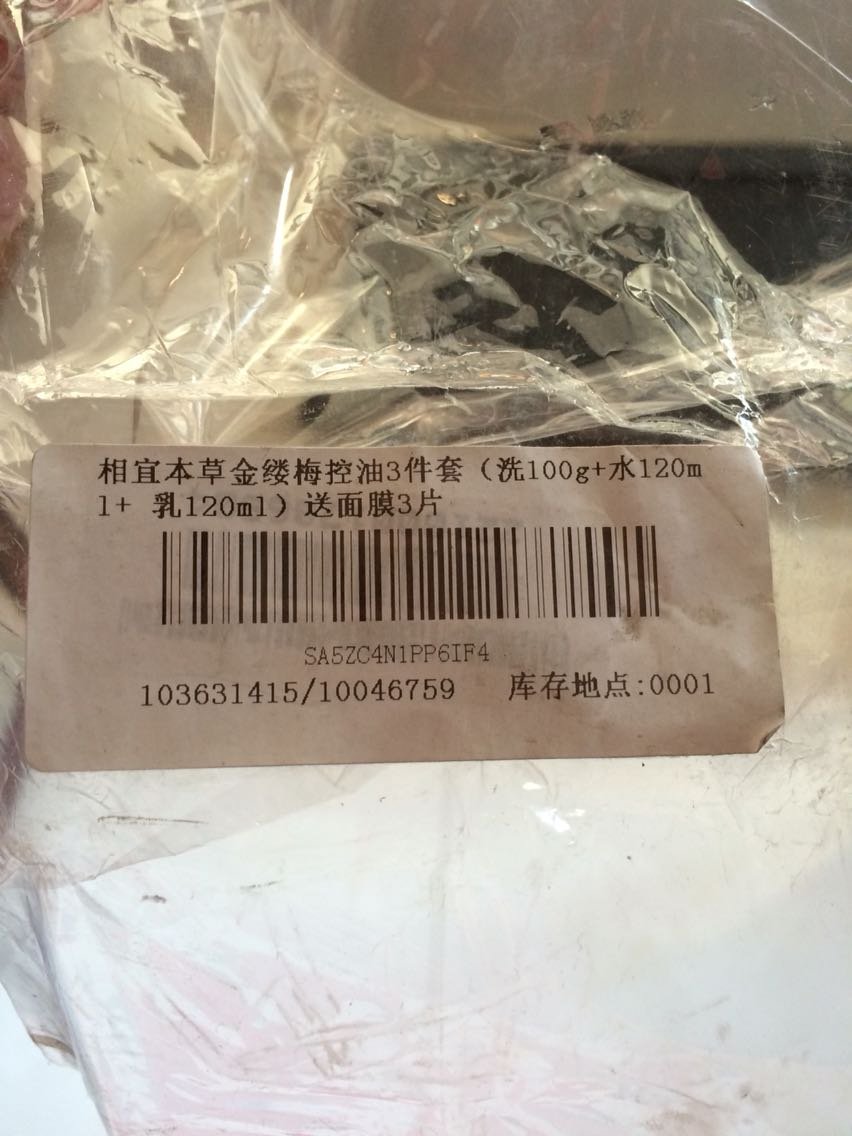 相宜本草金缕梅控油3件套（洗100g+水120m
l+ 乳120ml）送面膜3片
SA5ZC4N1PP6IF4
103631415/10046759 库存地点:0001